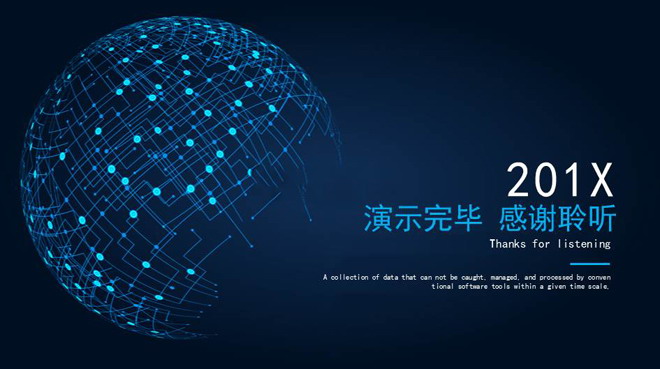 201X
演示完毕 感谢聆听
Thanks for listening
A collection of data that can not be caught, managed, and processed by conven
tional software tools within a given time scale.